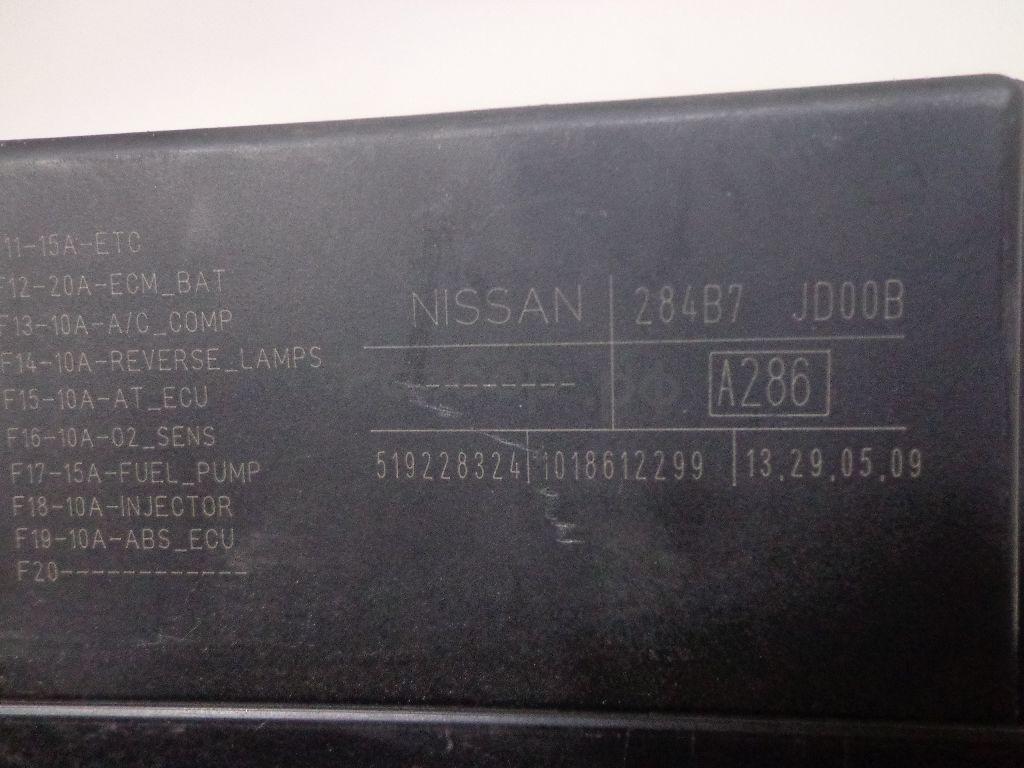 11-15A-ETC
F12-20A-ECM_BAT
F13-10A-A/C_COMP
F14-10A-REVERSE_LAMPS
F15-10A-AT_ECU
F16-10A-O2_SENS
F17-15A-FUEL_PUMP
F18-10A-INJECTOR
F19-10A-ABS_ECU
F20------------
NISSAN 284B7 JD00B
A286
519228324 1018612299 13.29.05.09